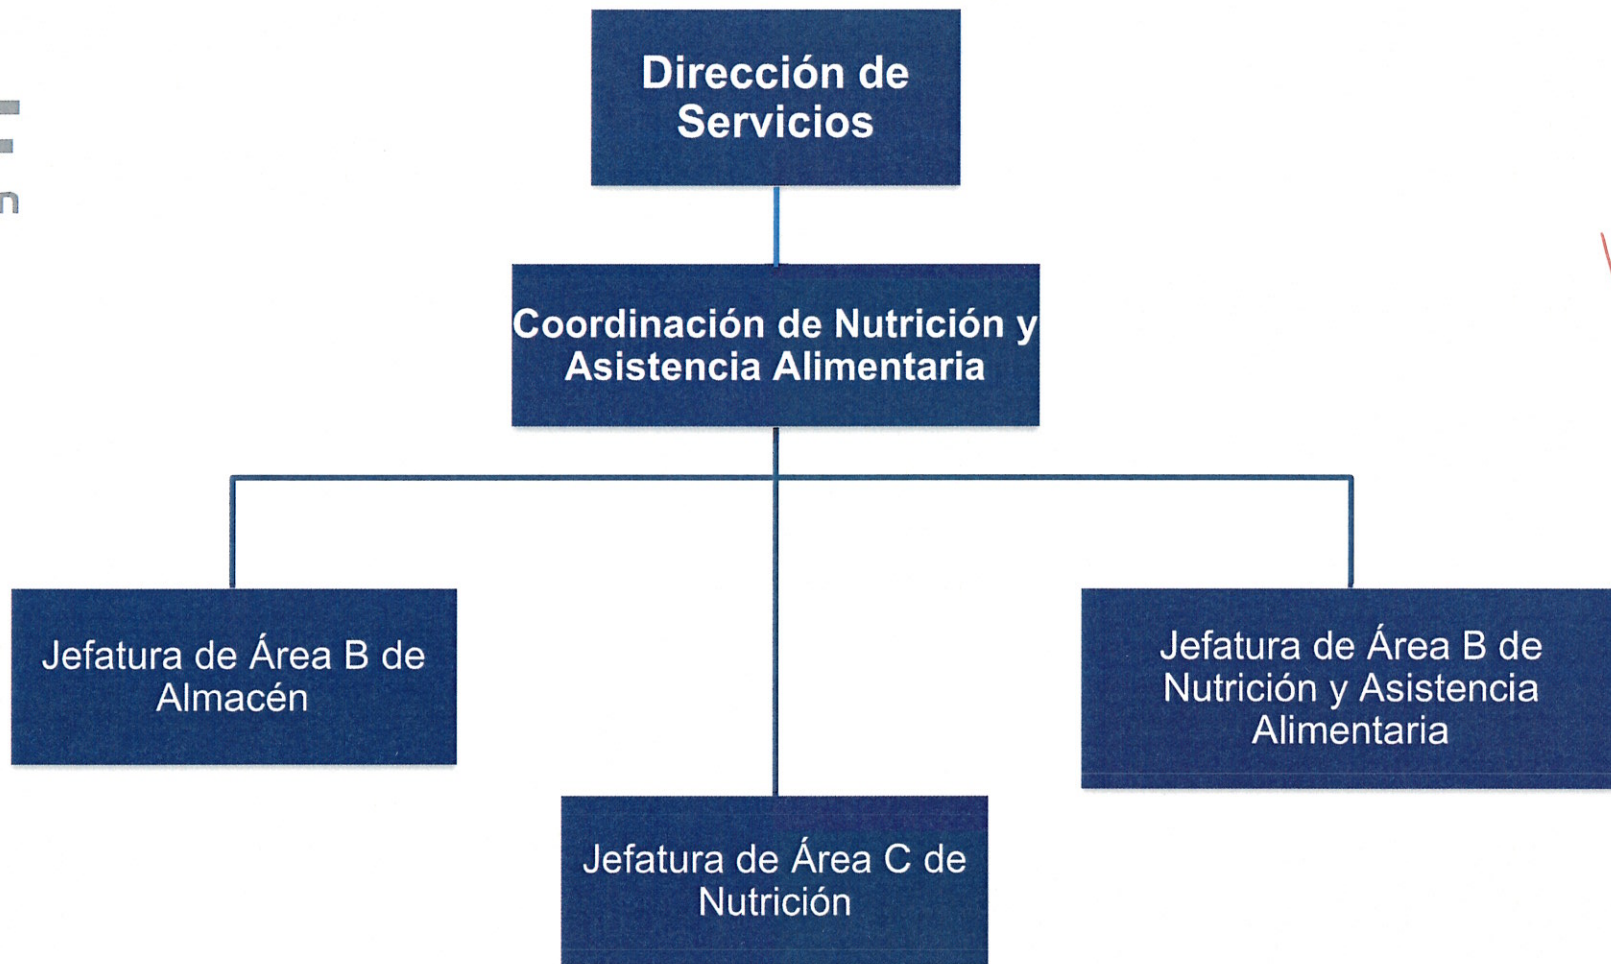 Dirección de
Servicios
Coordinación de Nutrición y
Asistencia Alimentaria
Jefatura de Área B de
Almacén
Jefatura de Área B de
Nutrición y Asistencia
Alimentaria
Jefatura de Área C de
Nutrición